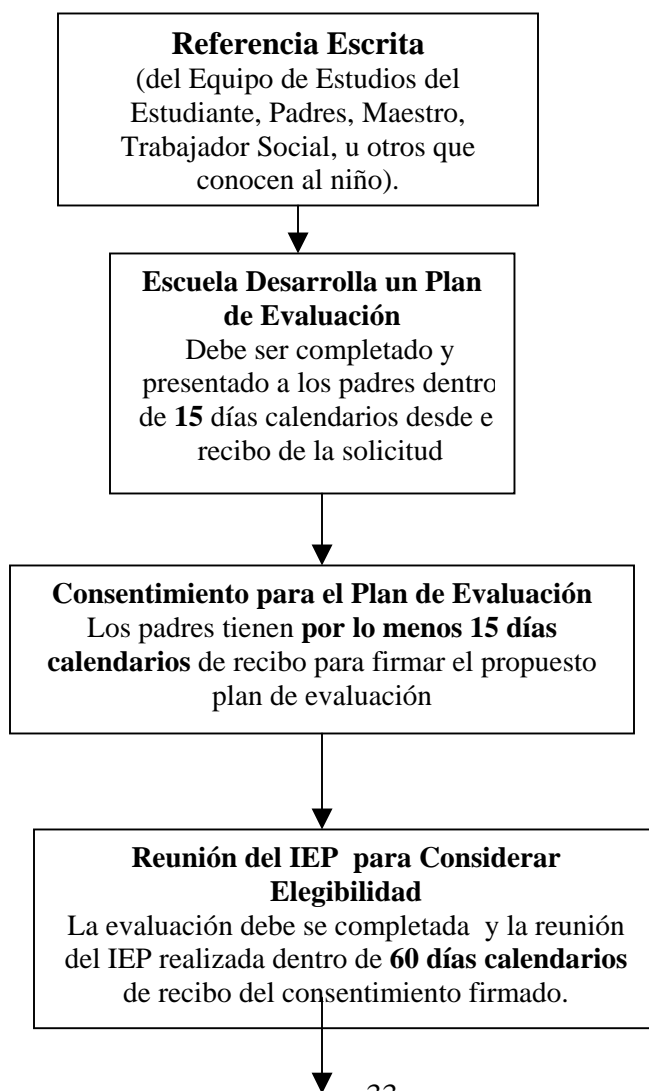 Referencia Escrita
(del Equipo de Estudios del
Estudiante, Padres, Maestro,
Trabajador Social, u otros que
conocen al niño).
Escuela Desarrolla un Plan
de Evaluación
Debe ser completado y
presentado a los padres dentro
de 15 días calendarios desde e
recibo de la solicitud
Consentimiento para el Plan de Evaluación
Los padres tienen por lo menos 15 días
calendarios de recibo para firmar el propuesto
plan de evaluación
Reunión del IEP para Considerar
Elegibilidad
La evaluación debe se completada y la reunión
del IEP realizada dentro de 60 días calendarios
de recibo del consentimiento firmado.